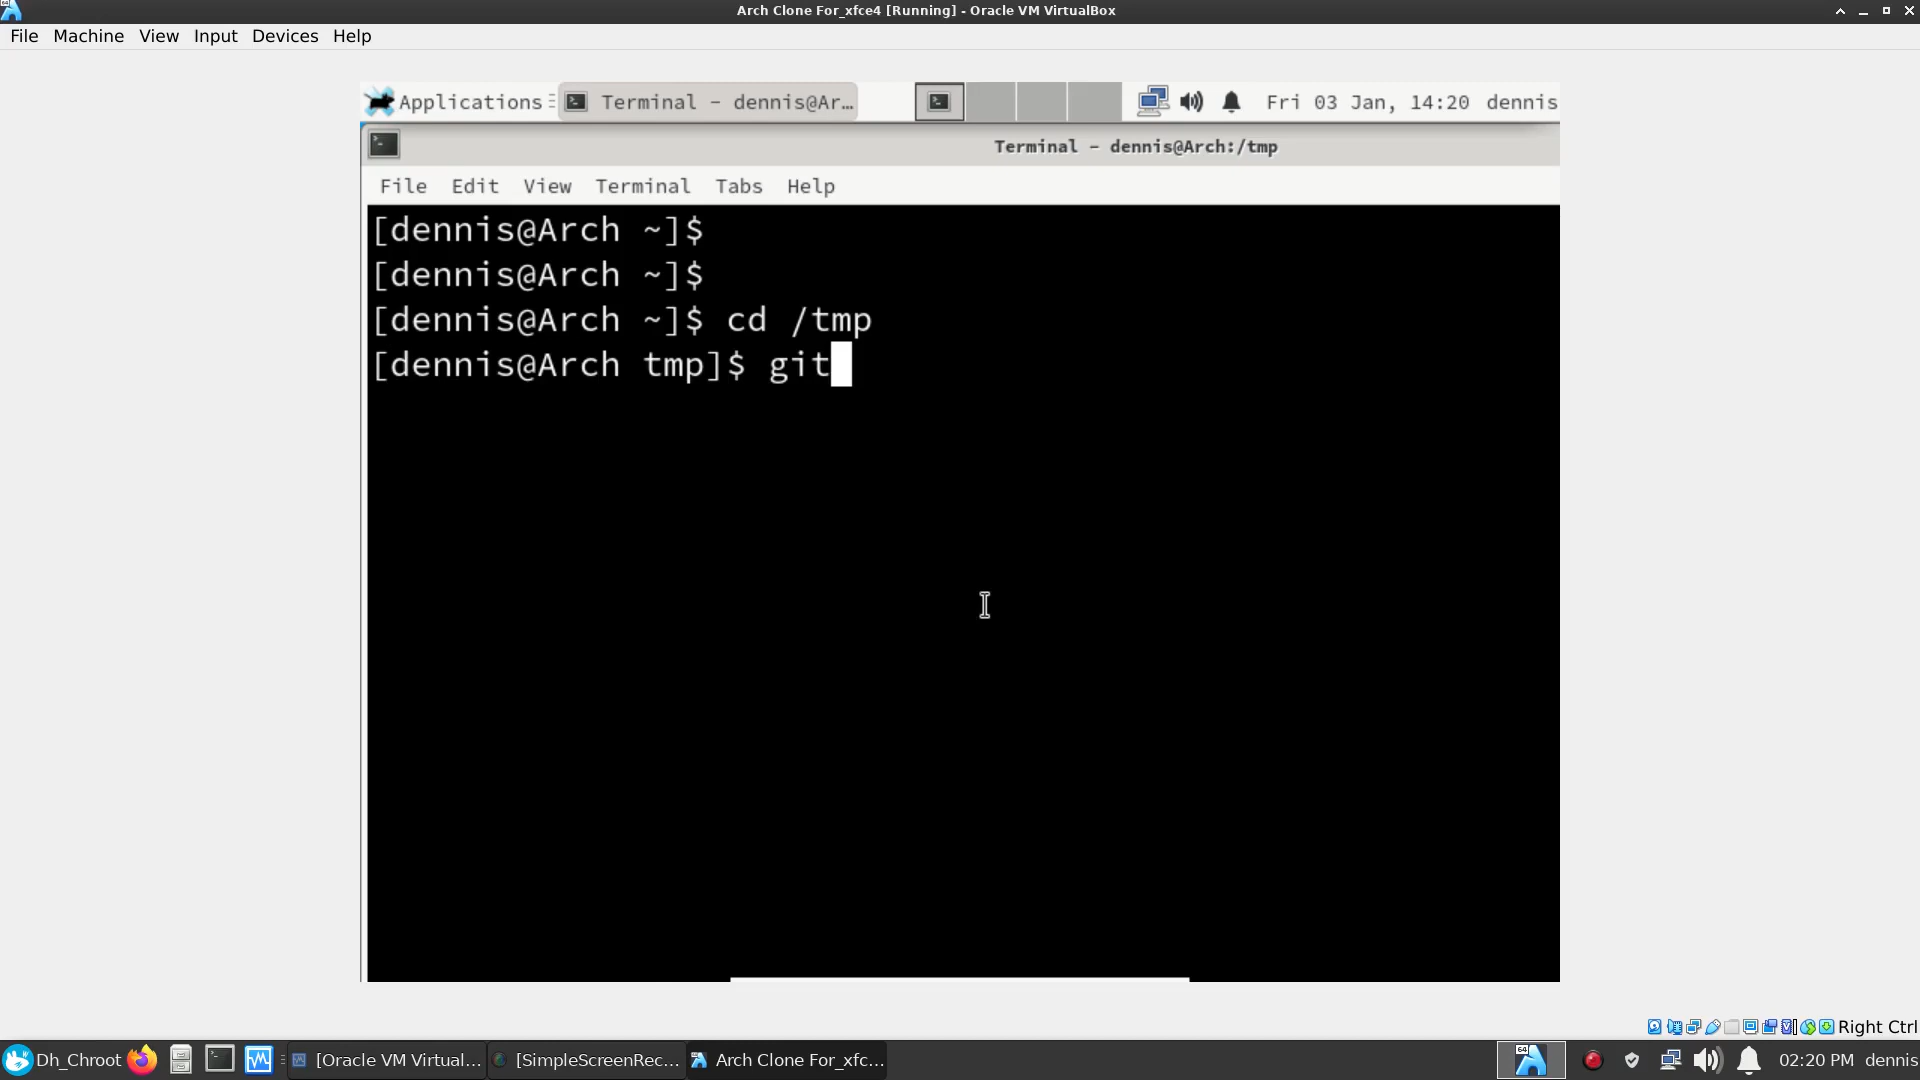 Arch Clone For_xfce4 [Running] - Oracle VM VirtualBox
File Machine View Input Devices Help
Applications Terminal - dennis@Ar... Fri 03 Jan, 14:20 dennis
Terminal - dennis@Arch:/tmp
File Edit View Terminal Tabs Help
[dennis@Arch ~]$
[dennis@Arch ~]$
[dennis@Arch ~]$ cd /tmp
[dennis@Arch tmp]$ git
Right Ctrl
Dh_Chroot [Oracle VM Virtual... [SimpleScreenRec... Arch Clone For_xfc... 02:20 PM dennis